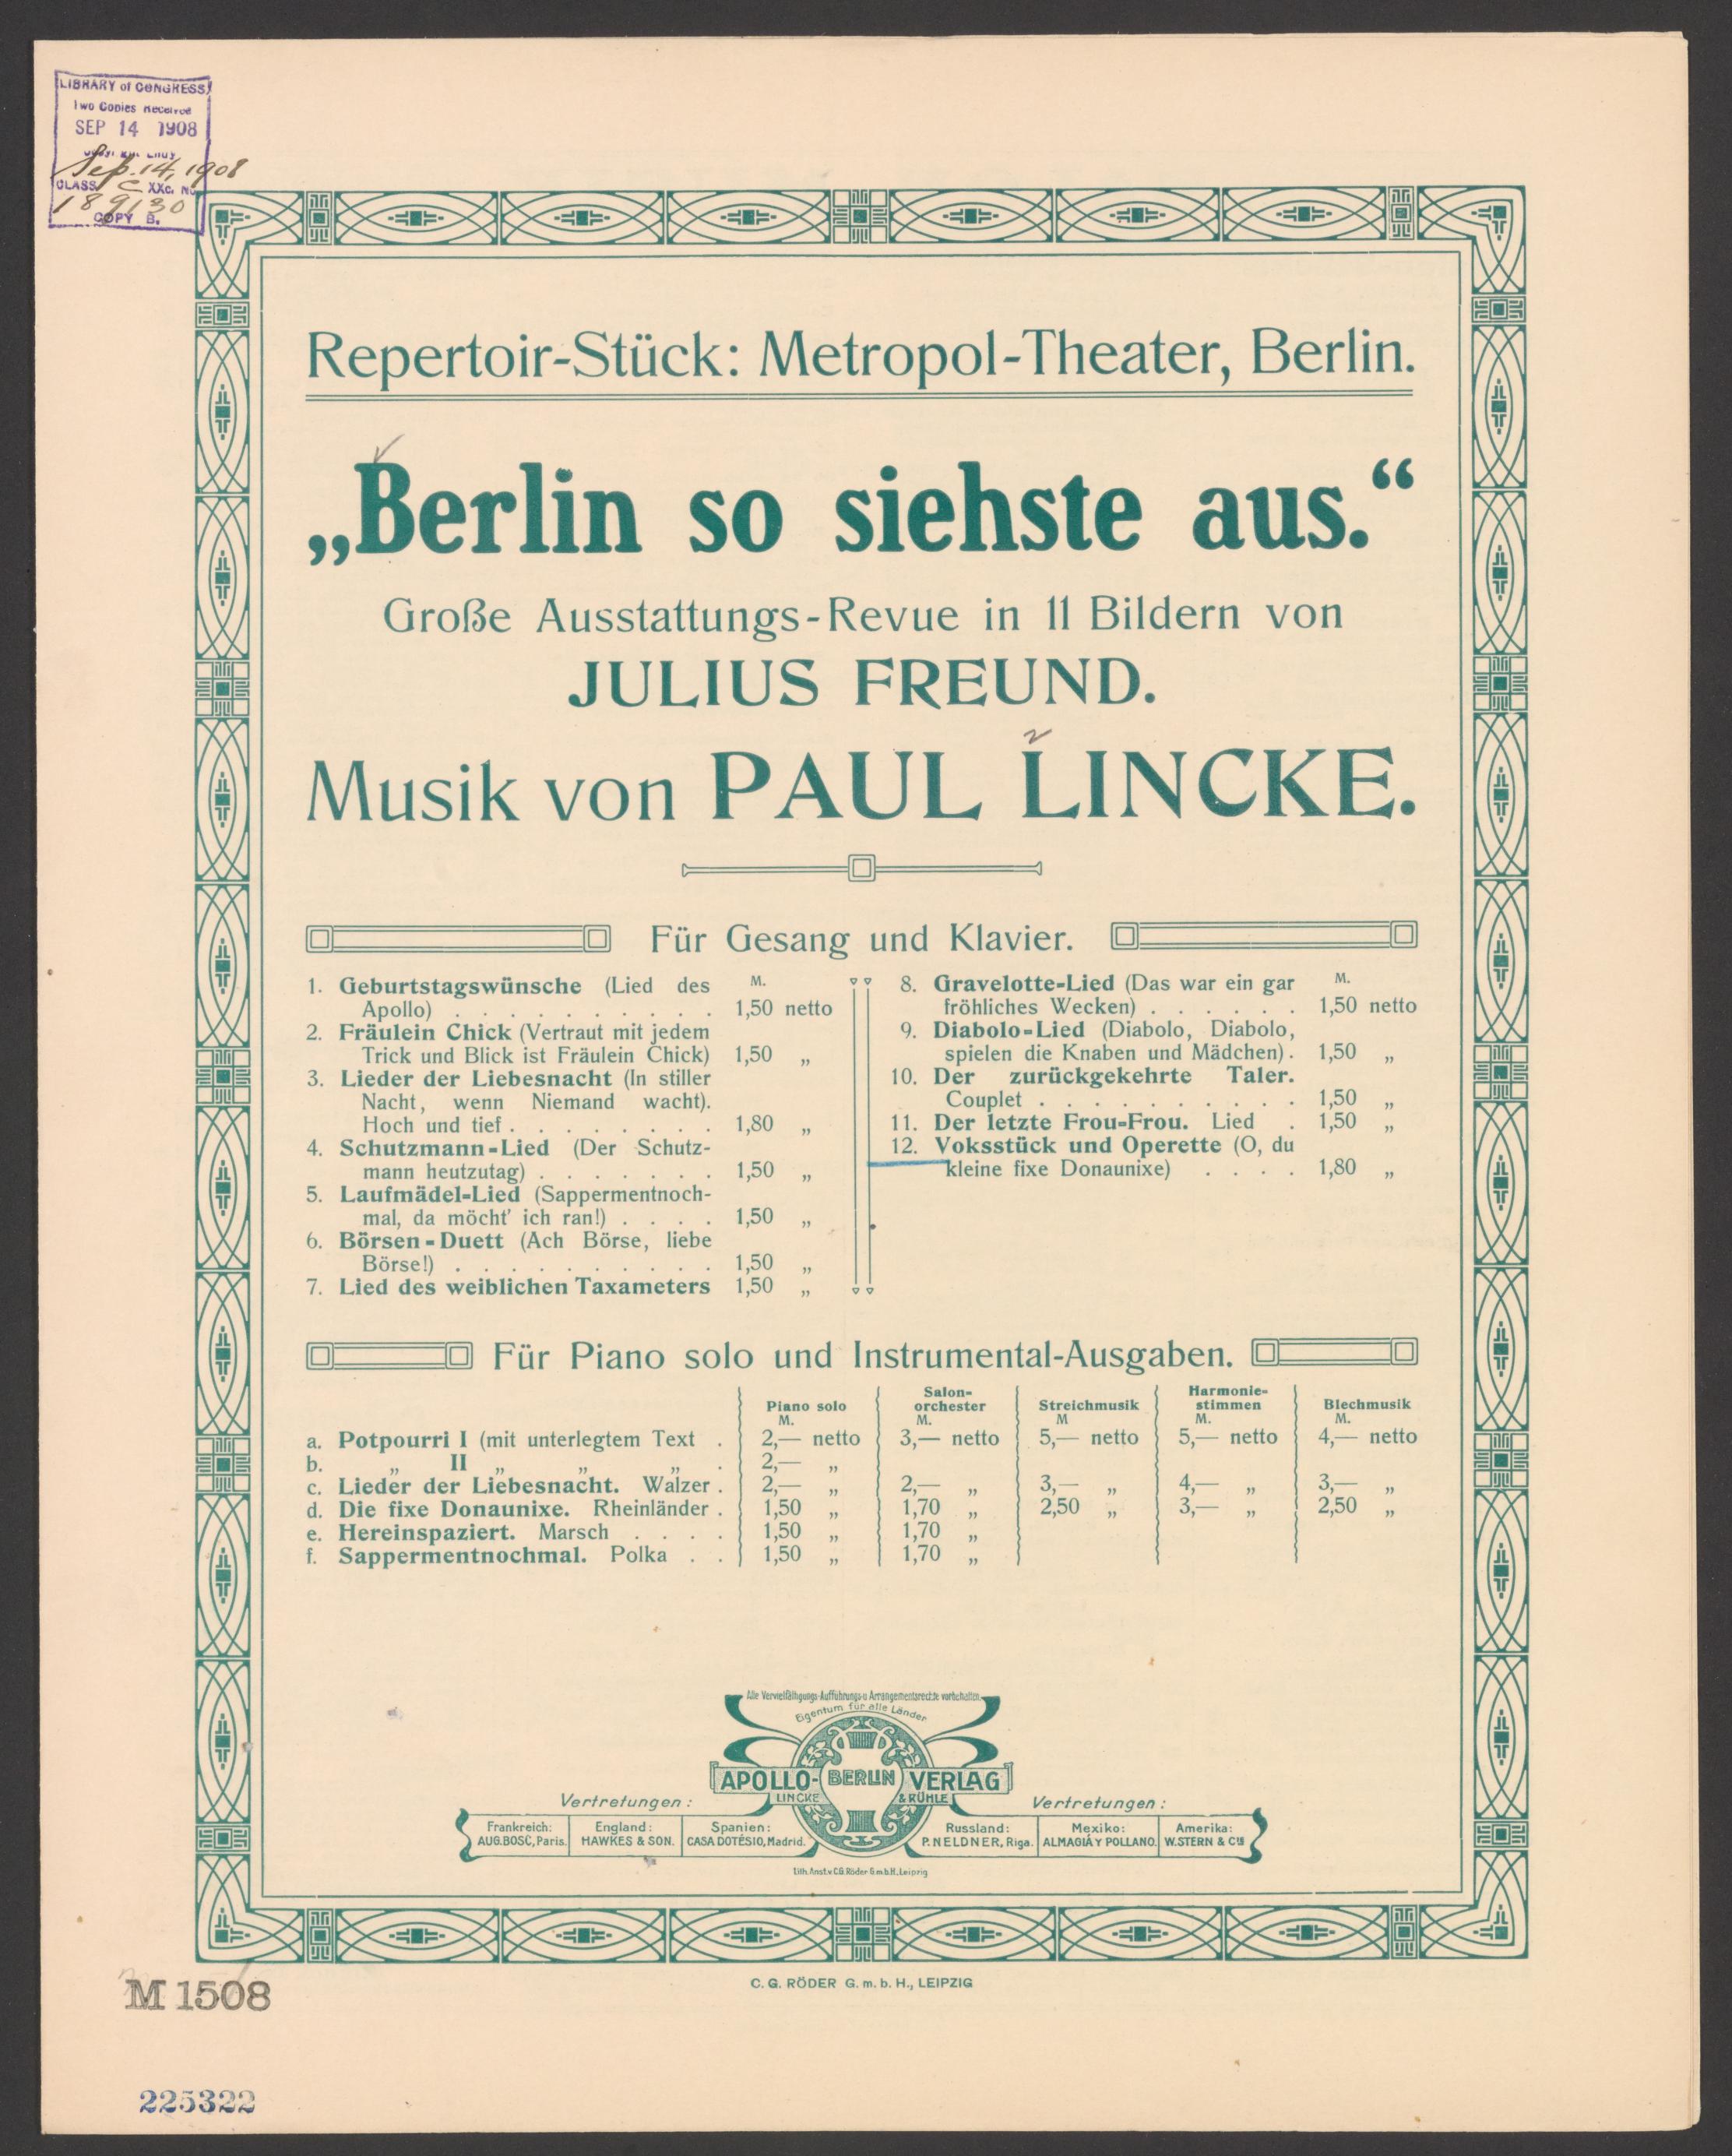 LIBRARY of CONGRESS
Two Copies Received
SEP 14 1908
Sep. 14, 1908
CLASS C XXc. No
189130
COPY B.
Repertoir-Stück: Metropol-Theater, Berlin.
„Berlin so siehste aus.“
Große Ausstattungs-Revue in 11 Bildern von
JULIUS FREUND.
Musik von PAUL LINCKE.
Für Gesang und Klavier.
M.
1. Geburtstagswünsche (Lied des
Apollo) . . . . . . . . . . 1,50 netto
2. Fräulein Chick (Vertraut mit jedem
Trick und Blick ist Fräulein Chick) 1,50 „
3. Lieder der Liebesnacht (In stiller
Nacht, wenn Niemand wacht).
Hoch und tief . . . . . . . . 1,80 „
4. Schutzmann-Lied (Der Schutz-
mann heutzutag) . . . . . . . 1,50 „
5. Laufmädel-Lied (Sappermentnoch-
mal, da möcht' ich ran!) . . . . 1,50 „
6. Börsen-Duett (Ach Börse, liebe
Börse!) . . . . . . . . . . 1,50 „
7. Lied des weiblichen Taxameters 1,50 „
M.
8. Gravelotte-Lied (Das war ein gar
fröhliches Wecken) . . . . . . 1,50 netto
9. Diabolo-Lied (Diabolo, Diabolo,
spielen die Knaben und Mädchen) . 1,50 „
10. Der zurückgekehrte Taler.
Couplet . . . . . . . . . . 1,50 „
11. Der letzte Frou-Frou. Lied . 1,50 „
12. Voksstück und Operette (O, du
kleine fixe Donaunixe) . . . . 1,80 „
Für Piano solo und Instrumental-Ausgaben.
Piano solo Salon-orchester Streichmusik Harmonie-stimmen Blechmusik
M. M. M M. M.
a. Potpourri I (mit unterlegtem Text . 2,— netto 3,— netto 5,— netto 5,— netto 4,— netto
b. „ II „ „ „ . 2,— „
c. Lieder der Liebesnacht. Walzer . 2,— „ 2,— „ 3,— „ 4,— „ 3,— „
d. Die fixe Donaunixe. Rheinländer . 1,50 „ 1,70 „ 2,50 „ 3,— „ 2,50 „
e. Hereinspaziert. Marsch . . . . 1,50 „ 1,70 „
f. Sappermentnochmal. Polka . . 1,50 „ 1,70 „
Alle Vervielfältigungs-Aufführungs-u Arrangementsrechte vorbehalten.
Eigentum für alle Länder
APOLLO- BERLIN VERLAG
LINCKE & RÜHLE
Vertretungen: Vertretungen:
Frankreich: England: Spanien: Russland: Mexiko: Amerika:
AUG.BOSC, Paris. HAWKES & SON. CASA DOTÉSIO, Madrid. P. NELDNER, Riga. ALMAGIÁ Y POLLANO. W. STERN & Cº
Lith. Anst. v. C.G. Röder G.m.b.H., Leipzig
C. G. RÖDER G. m. b. H., LEIPZIG
M 1508
225322